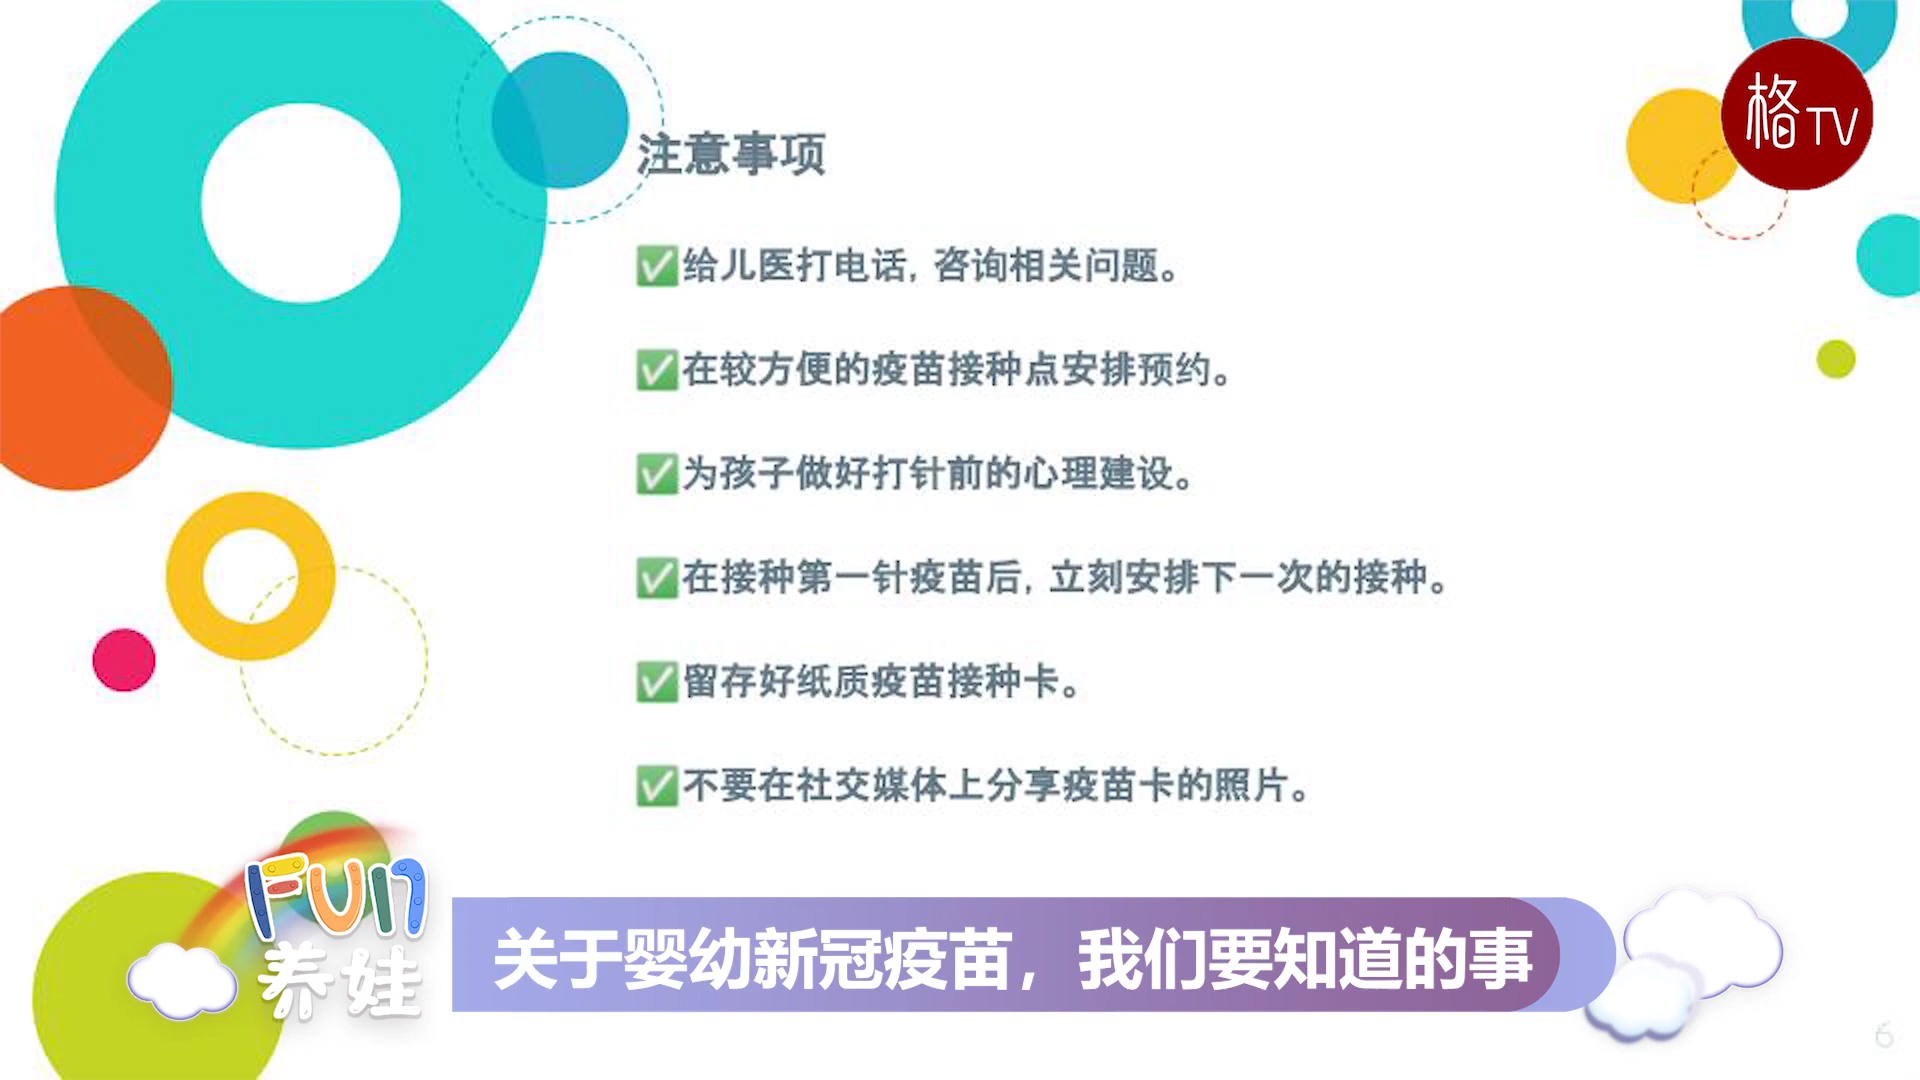 格TV
注意事项
✅给儿医打电话, 咨询相关问题。
✅在较方便的疫苗接种点安排预约。
✅为孩子做好打针前的心理建设。
✅在接种第一针疫苗后, 立刻安排下一次的接种。
✅留存好纸质疫苗接种卡。
✅不要在社交媒体上分享疫苗卡的照片。
Fun
养娃
关于婴幼新冠疫苗，我们要知道的事
6